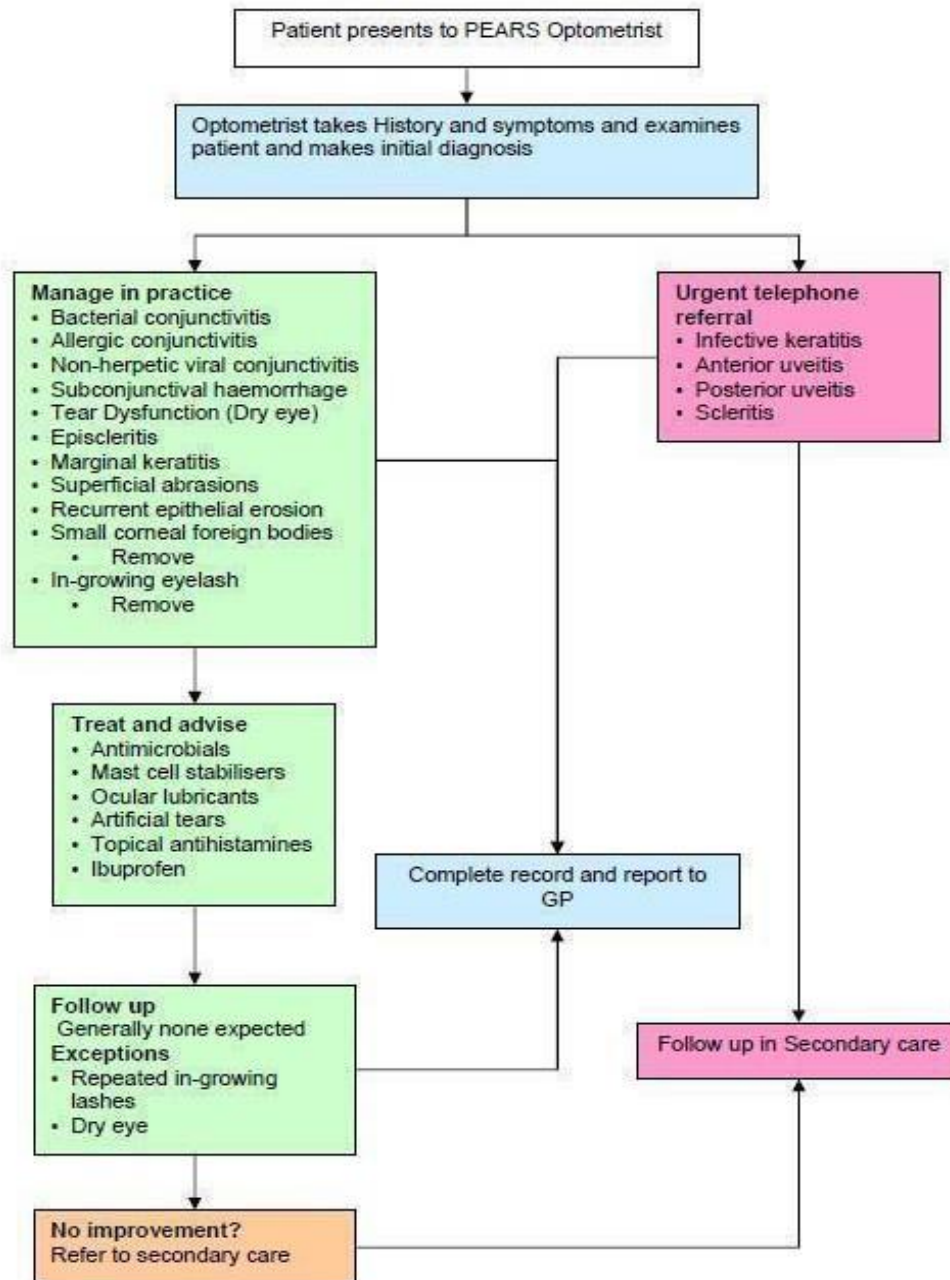 Patient presents to PEARS Optometrist
Optometrist takes History and symptoms and examines
patient and makes initial diagnosis
Manage in practice
• Bacterial conjunctivitis
• Allergic conjunctivitis
• Non-herpetic viral conjunctivitis
• Subconjunctival haemorrhage
• Tear Dysfunction (Dry eye)
• Episcleritis
• Marginal keratitis
• Superficial abrasions
• Recurrent epithelial erosion
• Small corneal foreign bodies
• Remove
• In-growing eyelash
• Remove
Urgent telephone
referral
• Infective keratitis
• Anterior uveitis
• Posterior uveitis
• Scleritis
Treat and advise
• Antimicrobials
• Mast cell stabilisers
• Ocular lubricants
• Artificial tears
• Topical antihistamines
• Ibuprofen
Complete record and report to
GP
Follow up
Generally none expected
Exceptions
• Repeated in-growing
lashes
• Dry eye
Follow up in Secondary care
No improvement?
Refer to secondary care